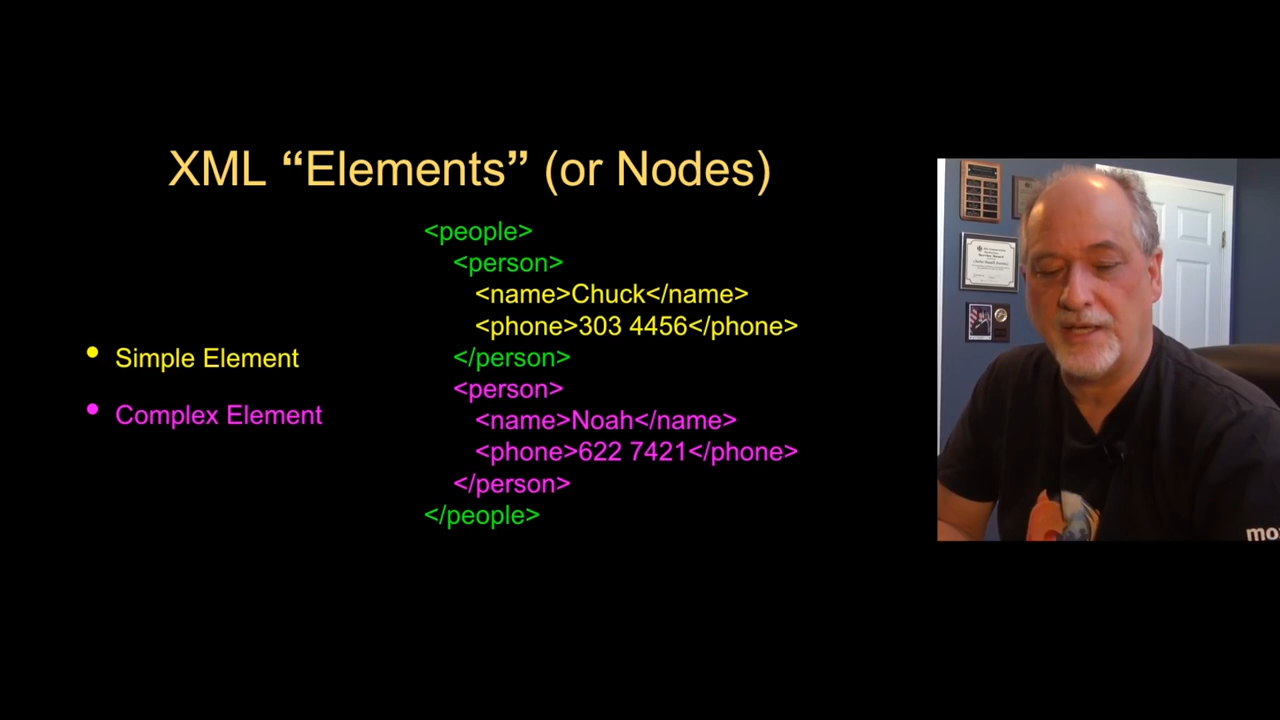 XML “Elements” (or Nodes)
<people>
<person>
<name>Chuck</name>
<phone>303 4456</phone>
</person>
<person>
<name>Noah</name>
<phone>622 7421</phone>
</person>
</people>
• Simple Element
• Complex Element